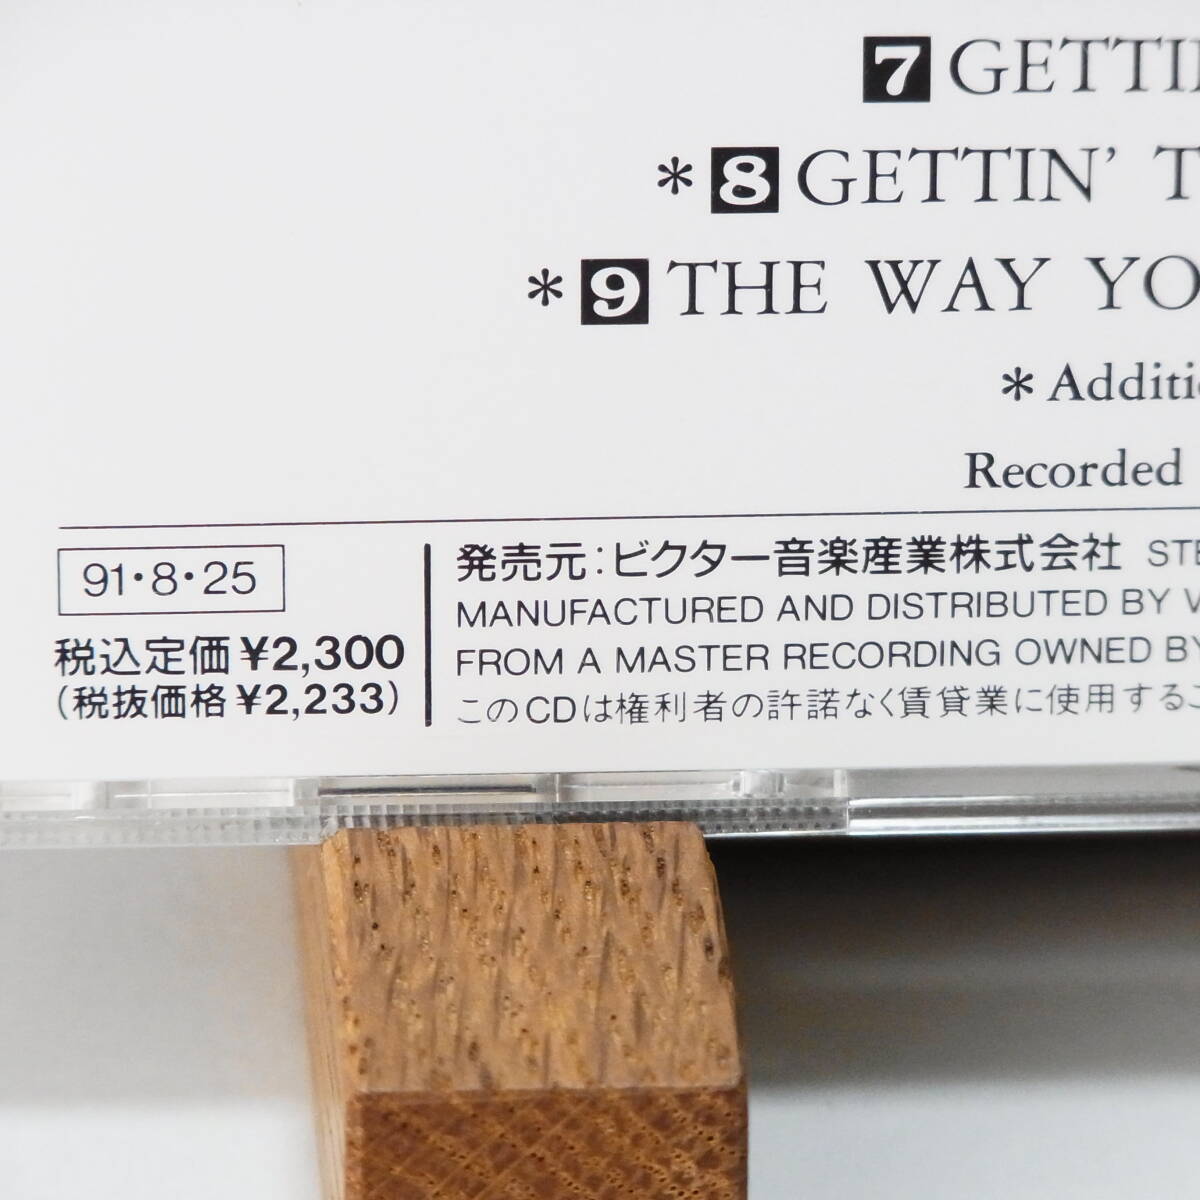 7 GETTI
*8 GETTIN' T
*9 THE WAY YO
* Additi
Recorded
91・8・25
税込定価 ¥2,300
(税抜価格 ¥2,233)
発売元:ビクター音楽産業株式会社 STE
MANUFACTURED AND DISTRIBUTED BY V
FROM A MASTER RECORDING OWNED BY
このCDは権利者の許諾なく賃貸業に使用する